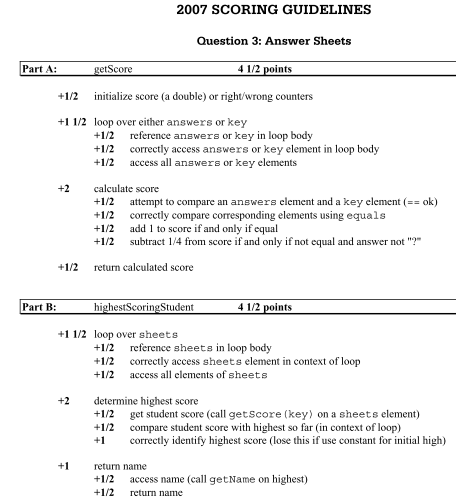 2007 SCORING GUIDELINES
Question 3: Answer Sheets
Part A: getScore 4 1/2 points
+1/2 initialize score (a double) or right/wrong counters
+1 1/2 loop over either answers or key
+1/2 reference answers or key in loop body
+1/2 correctly access answers or key element in loop body
+1/2 access all answers or key elements
+2 calculate score
+1/2 attempt to compare an answers element and a key element (== ok)
+1/2 correctly compare corresponding elements using equals
+1/2 add 1 to score if and only if equal
+1/2 subtract 1/4 from score if and only if not equal and answer not "?"
+1/2 return calculated score
Part B: highestScoringStudent 4 1/2 points
+1 1/2 loop over sheets
+1/2 reference sheets in loop body
+1/2 correctly access sheets element in context of loop
+1/2 access all elements of sheets
+2 determine highest score
+1/2 get student score (call getScore(key) on a sheets element)
+1/2 compare student score with highest so far (in context of loop)
+1 correctly identify highest score (lose this if use constant for initial high)
+1 return name
+1/2 access name (call getName on highest)
+1/2 return name